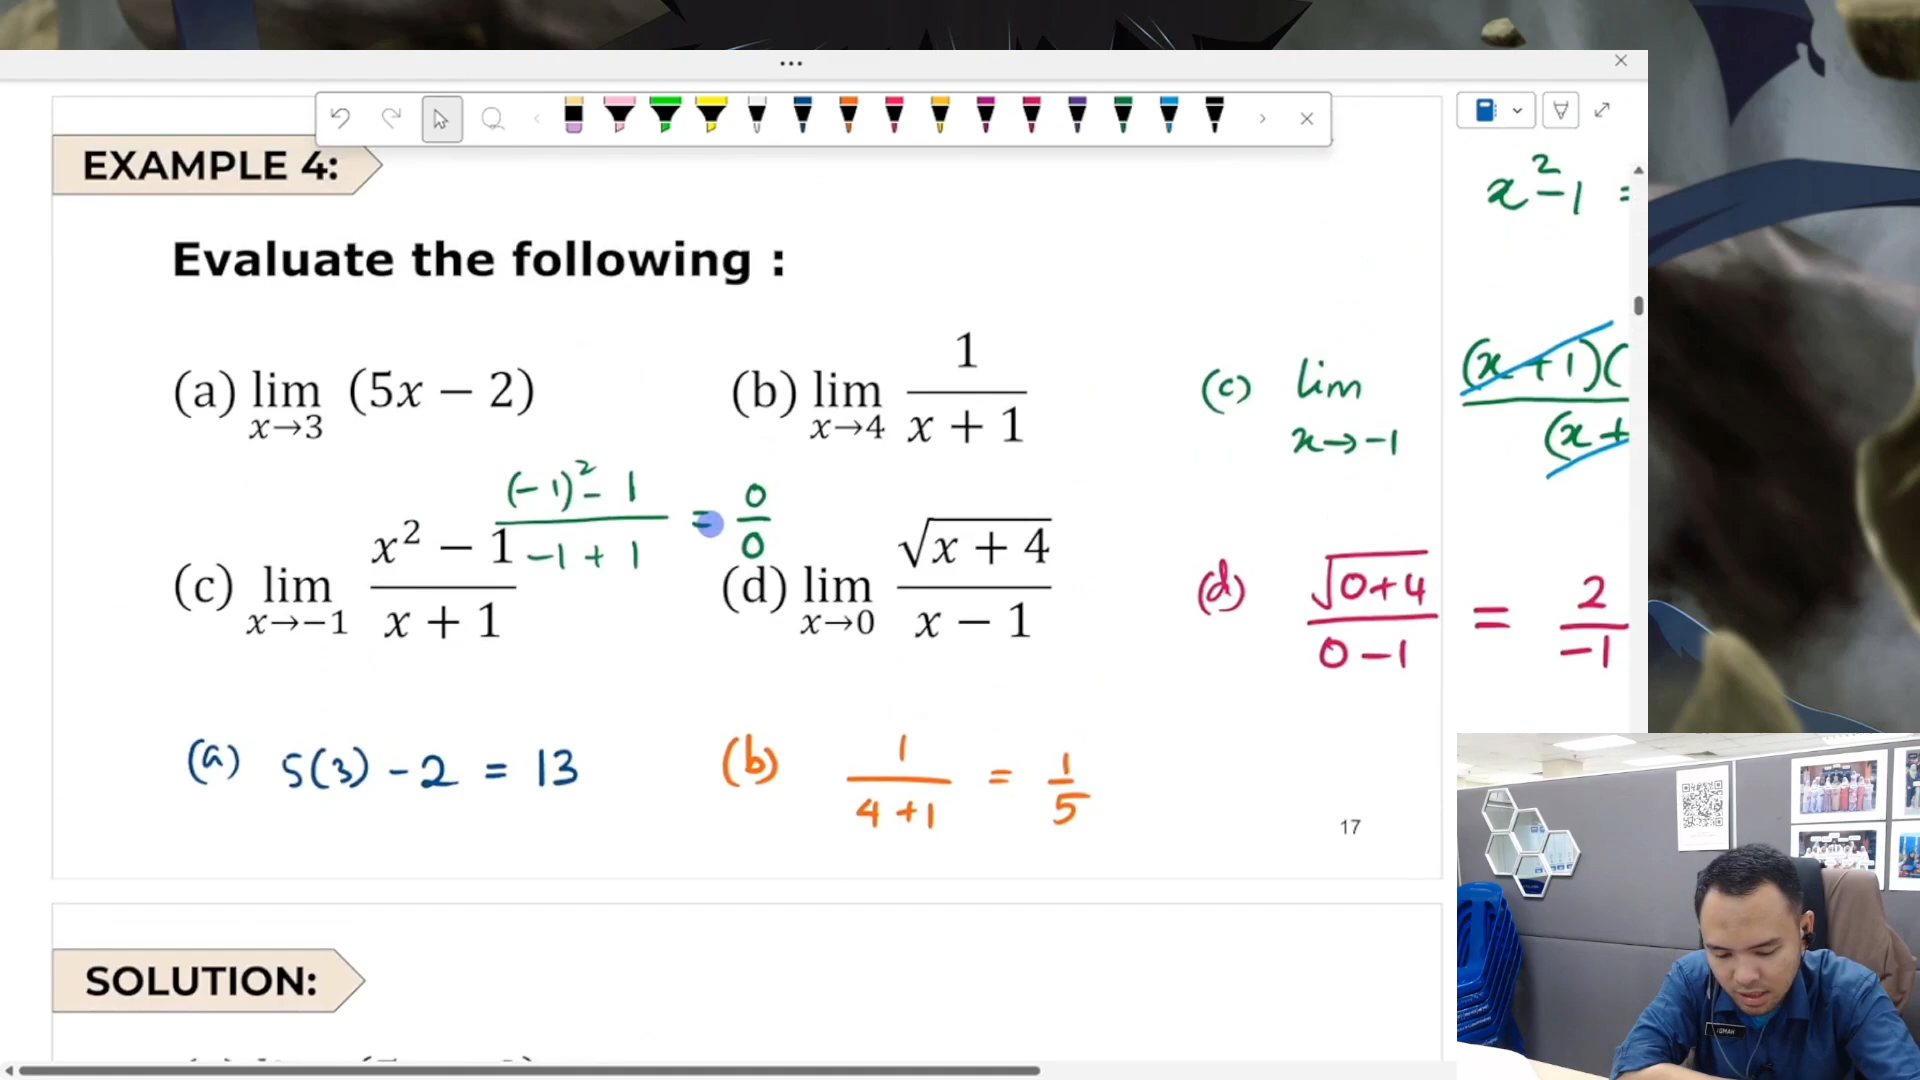 EXAMPLE 4:
x² - 1 =
Evaluate the following :
(a) lim x→3 (5x − 2)
(b) lim x→4 1/(x + 1)
(c) lim x→ -1 (x+1)( / (x+
(-1)² - 1 / -1 + 1 = 0/0
(c) lim x→−1 (x² − 1)/(x + 1)
(d) lim x→0 √(x + 4)/(x − 1)
(d) √(0+4) / 0-1 = 2/-1
(a) 5(3) - 2 = 13
(b) 1/(4+1) = 1/5
17
SOLUTION: